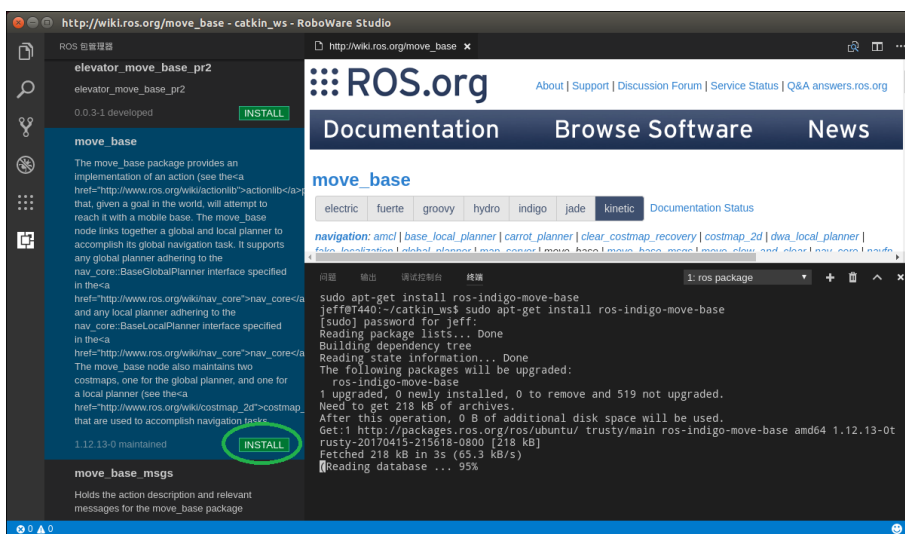 http://wiki.ros.org/move_base - catkin_ws - RoboWare Studio
ROS 包管理器
elevator_move_base_pr2
elevator_move_base_pr2
0.0.3-1 developed
INSTALL
move_base
The move_base package provides an
implementation of an action (see the<a
href="http://www.ros.org/wiki/actionlib">actionlib</a>p
that, given a goal in the world, will attempt to
reach it with a mobile base. The move_base
node links together a global and local planner to
accomplish its global navigation task. It supports
any global planner adhering to the
nav_core::BaseGlobalPlanner interface specified
in the<a
href="http://www.ros.org/wiki/nav_core">nav_core</a
and any local planner adhering to the
nav_core::BaseLocalPlanner interface specified
in the<a
href="http://www.ros.org/wiki/nav_core">nav_core</a
The move_base node also maintains two
costmaps, one for the global planner, and one for
a local planner (see the<a
href="http://www.ros.org/wiki/costmap_2d">costmap_
that are used to accomplish navigation tasks
1.12.13-0 maintained
INSTALL
move_base_msgs
Holds the action description and relevant
messages for the move_base package
http://wiki.ros.org/move_base ×
ROS.org
About | Support | Discussion Forum | Service Status | Q&A answers.ros.org
Documentation Browse Software News
move_base
electric fuerte groovy hydro indigo jade kinetic Documentation Status
navigation: amcl | base_local_planner | carrot_planner | clear_costmap_recovery | costmap_2d | dwa_local_planner |
fake_localization | global_planner | map_server | move_base | move_base_msgs | move_slow_and_clear | nav_core | navfn
问题 输出 调试控制台 终端 1: ros package
sudo apt-get install ros-indigo-move-base
jeff@T440:~/catkin_ws$ sudo apt-get install ros-indigo-move-base
[sudo] password for jeff:
Reading package lists... Done
Building dependency tree
Reading state information... Done
The following packages will be upgraded:
ros-indigo-move-base
1 upgraded, 0 newly installed, 0 to remove and 519 not upgraded.
Need to get 218 kB of archives.
After this operation, 0 B of additional disk space will be used.
Get:1 http://packages.ros.org/ros/ubuntu/ trusty/main ros-indigo-move-base amd64 1.12.13-0t
rusty-20170415-215618-0800 [218 kB]
Fetched 218 kB in 3s (65.3 kB/s)
(Reading database ... 95%
0 0